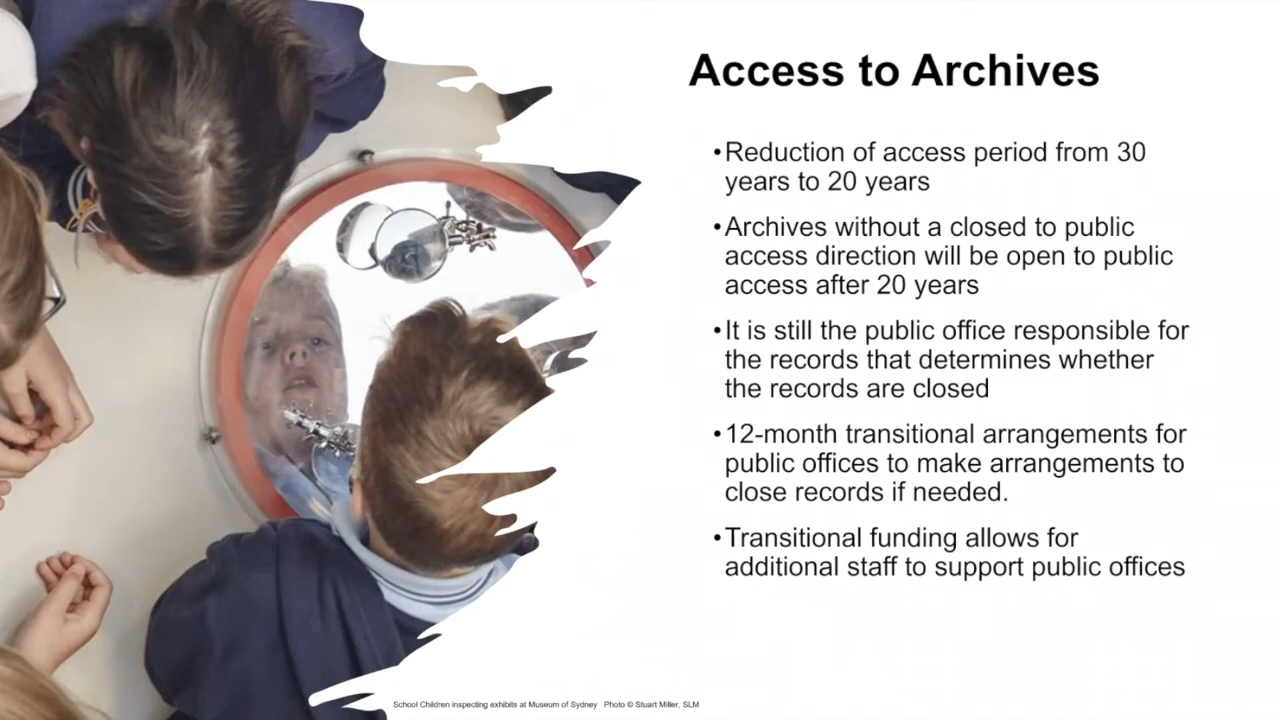 Access to Archives
•Reduction of access period from 30
years to 20 years
•Archives without a closed to public
access direction will be open to public
access after 20 years
•It is still the public office responsible for
the records that determines whether
the records are closed
•12-month transitional arrangements for
public offices to make arrangements to
close records if needed.
•Transitional funding allows for
additional staff to support public offices
School Children inspecting exhibits at Museum of Sydney Photo © Stuart Miller, SLM